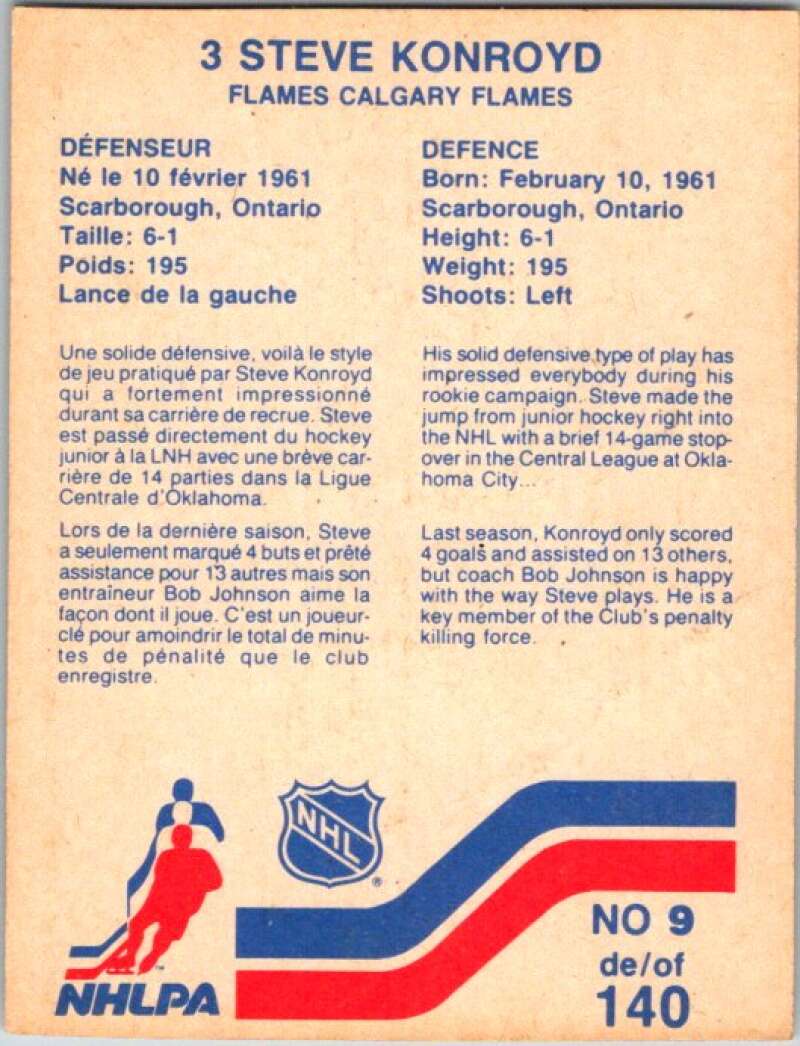 3 STEVE KONROYD
FLAMES CALGARY FLAMES
DÉFENSEUR
Né le 10 février 1961
Scarborough, Ontario
Taille: 6-1
Poids: 195
Lance de la gauche
Une solide défensive, voilà le style
de jeu pratiqué par Steve Konroyd
qui a fortement impressionné
durant sa carrière de recrue. Steve
est passé directement du hockey
junior à la LNH avec une brève car-
rière de 14 parties dans la Ligue
Centrale d'Oklahoma.
Lors de la dernière saison, Steve
a seulement marqué 4 buts et prêté
assistance pour 13 autres mais son
entraîneur Bob Johnson aime la
façon dont il joue. C'est un joueur-
clé pour amoindrir le total de minu-
tes de pénalité que le club
enregistre.
DEFENCE
Born: February 10, 1961
Scarborough, Ontario
Height: 6-1
Weight: 195
Shoots: Left
His solid defensive type of play has
impressed everybody during his
rookie campaign. Steve made the
jump from junior hockey right into
the NHL with a brief 14-game stop-
over in the Central League at Okla-
homa City...
Last season, Konroyd only scored
4 goals and assisted on 13 others,
but coach Bob Johnson is happy
with the way Steve plays. He is a
key member of the Club's penalty
killing force.
NHLPA
NHL
®
NO 9
de/of
140